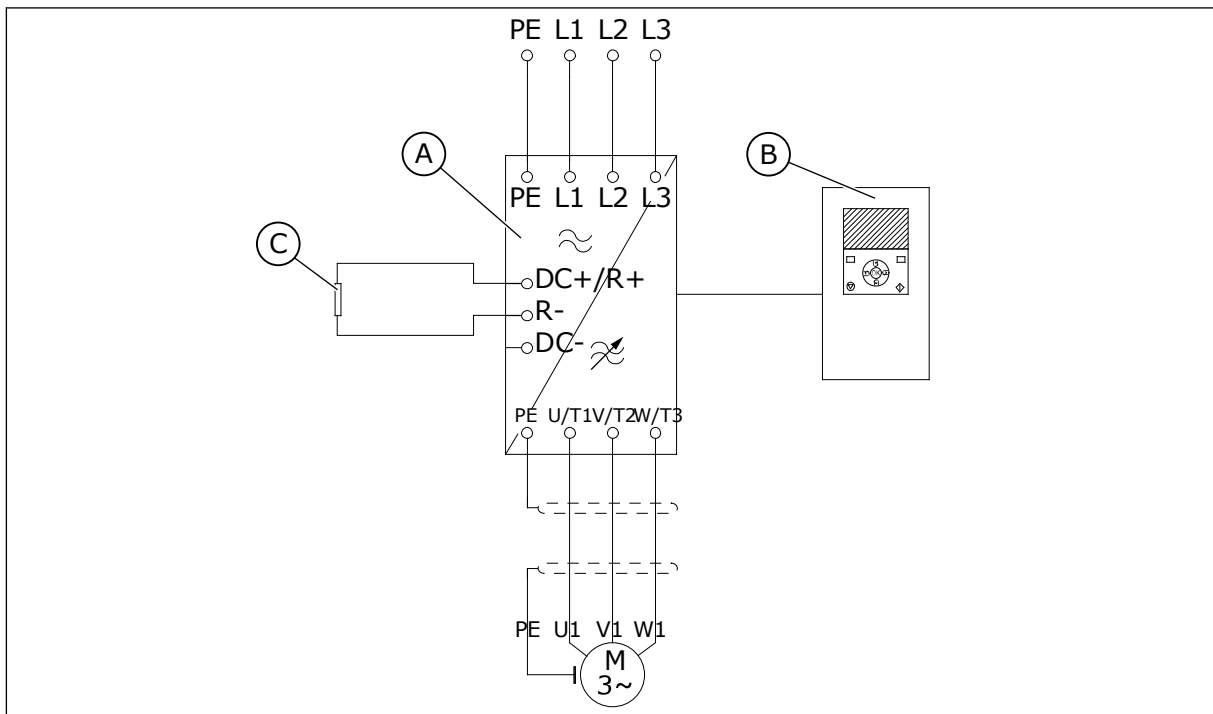 PE L1 L2 L3
A
B
PE L1 L2 L3
C
DC+/R+
R-
DC-
OK
PE U/T1 V/T2 W/T3
PE U1 V1 W1
M
3~